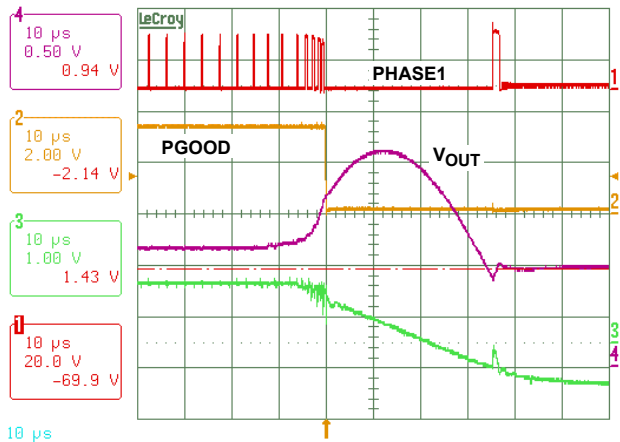 4
10 µs
0.50 V
0.94 V
2
10 µs
2.00 V
-2.14 V
3
10 µs
1.00 V
1.43 V
1
10 µs
20.0 V
-69.9 V
10 µs
LeCroy
PHASE1
PGOOD
VOUT
1
2
3
4